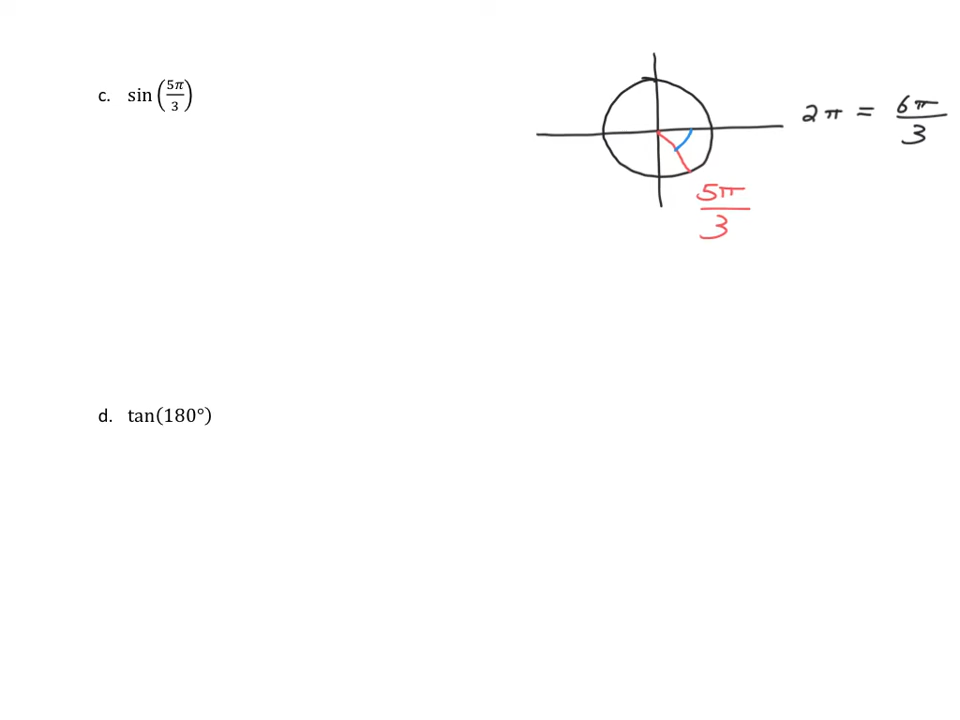 c. sin(5π/3)
2π = 6π/3
5π/3
d. tan(180°)